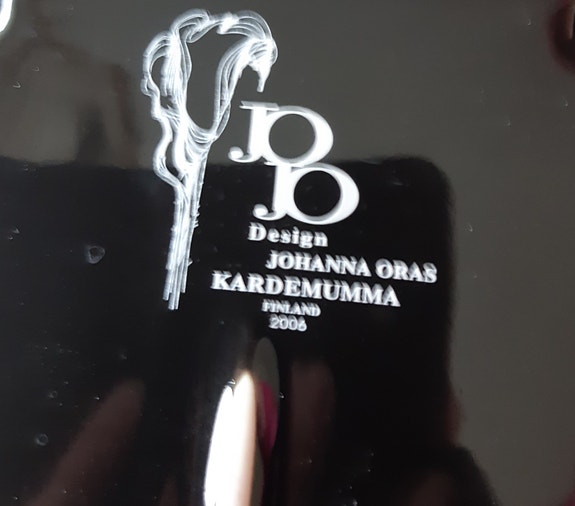 JO
JO
Design
JOHANNA ORAS
KARDEMUMMA
FINLAND
2006